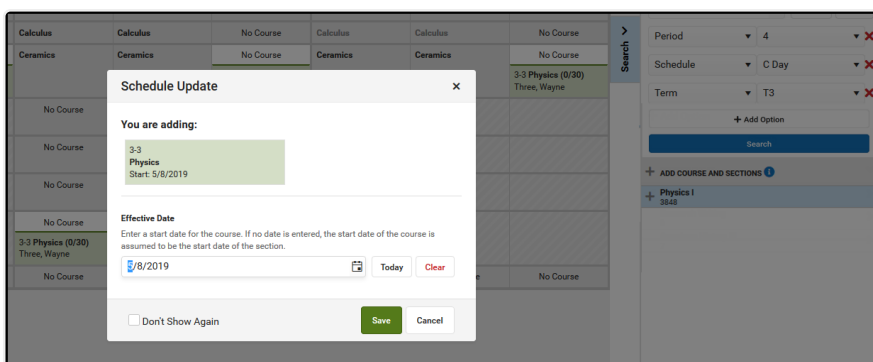 Calculus Calculus No Course Calculus Calculus No Course
Ceramics Ceramics No Course Ceramics Ceramics No Course
3-3 Physics (0/30)
Three, Wayne
No Course
No Course
No Course
No Course
3-3 Physics (0/30)
Three, Wayne
No Course e No Course
Schedule Update ×
You are adding:
3-3
Physics
Start: 5/8/2019
Effective Date
Enter a start date for the course. If no date is entered, the start date of the course is
assumed to be the start date of the section.
5/8/2019 Today Clear
Don't Show Again Save Cancel
Search
Period 4
Schedule C Day
Term T3
+ Add Option
Search
+ ADD COURSE AND SECTIONS i
+ Physics I
3848